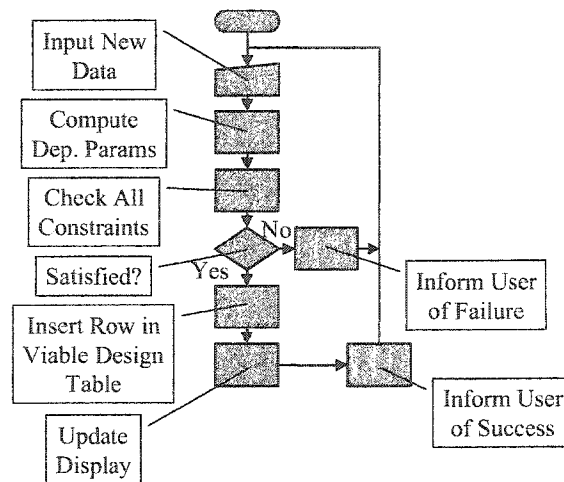 Input New
Data
Compute
Dep. Params
Check All
Constraints
No
Satisfied?
Yes
Inform User
of Failure
Insert Row in
Viable Design
Table
Inform User
of Success
Update
Display